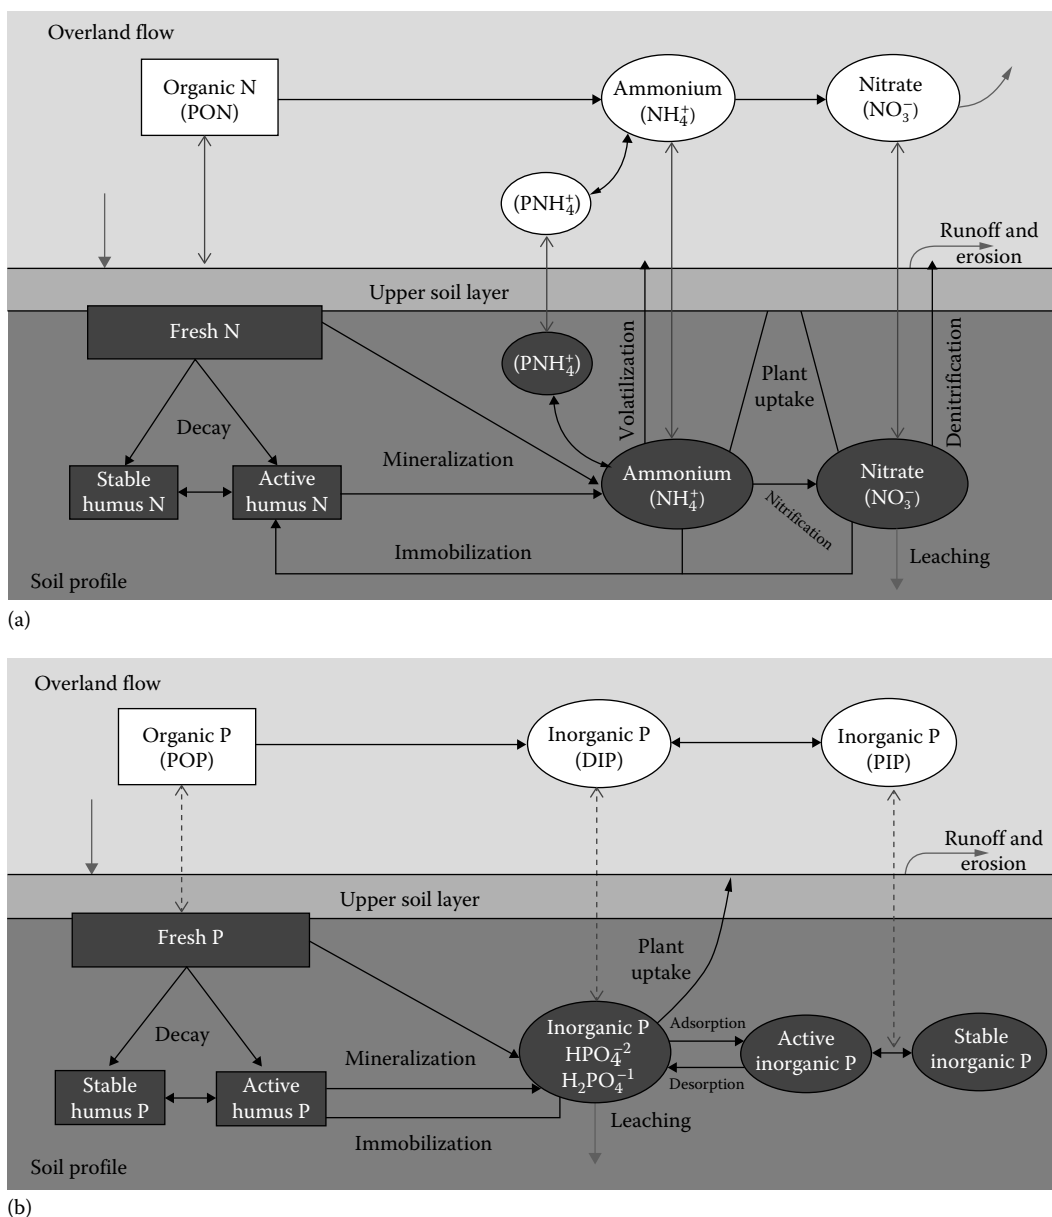 Overland flow
Organic N
(PON)
Ammonium
(NH₄⁺)
Nitrate
(NO₃⁻)
(PNH₄⁺)
Runoff and
erosion
Upper soil layer
Fresh N
(PNH₄⁺)
Volatilization
Plant
uptake
Denitrification
Decay
Mineralization
Stable
humus N
Active
humus N
Ammonium
(NH₄⁺)
Nitrification
Nitrate
(NO₃⁻)
Immobilization
Leaching
Soil profile
(a)
Overland flow
Organic P
(POP)
Inorganic P
(DIP)
Inorganic P
(PIP)
Runoff and
erosion
Upper soil layer
Fresh P
Plant
uptake
Decay
Mineralization
Inorganic P
HPO₄⁻²
H₂PO₄⁻¹
Adsorption
Desorption
Active
inorganic P
Stable
inorganic P
Stable
humus P
Active
humus P
Immobilization
Leaching
Soil profile
(b)